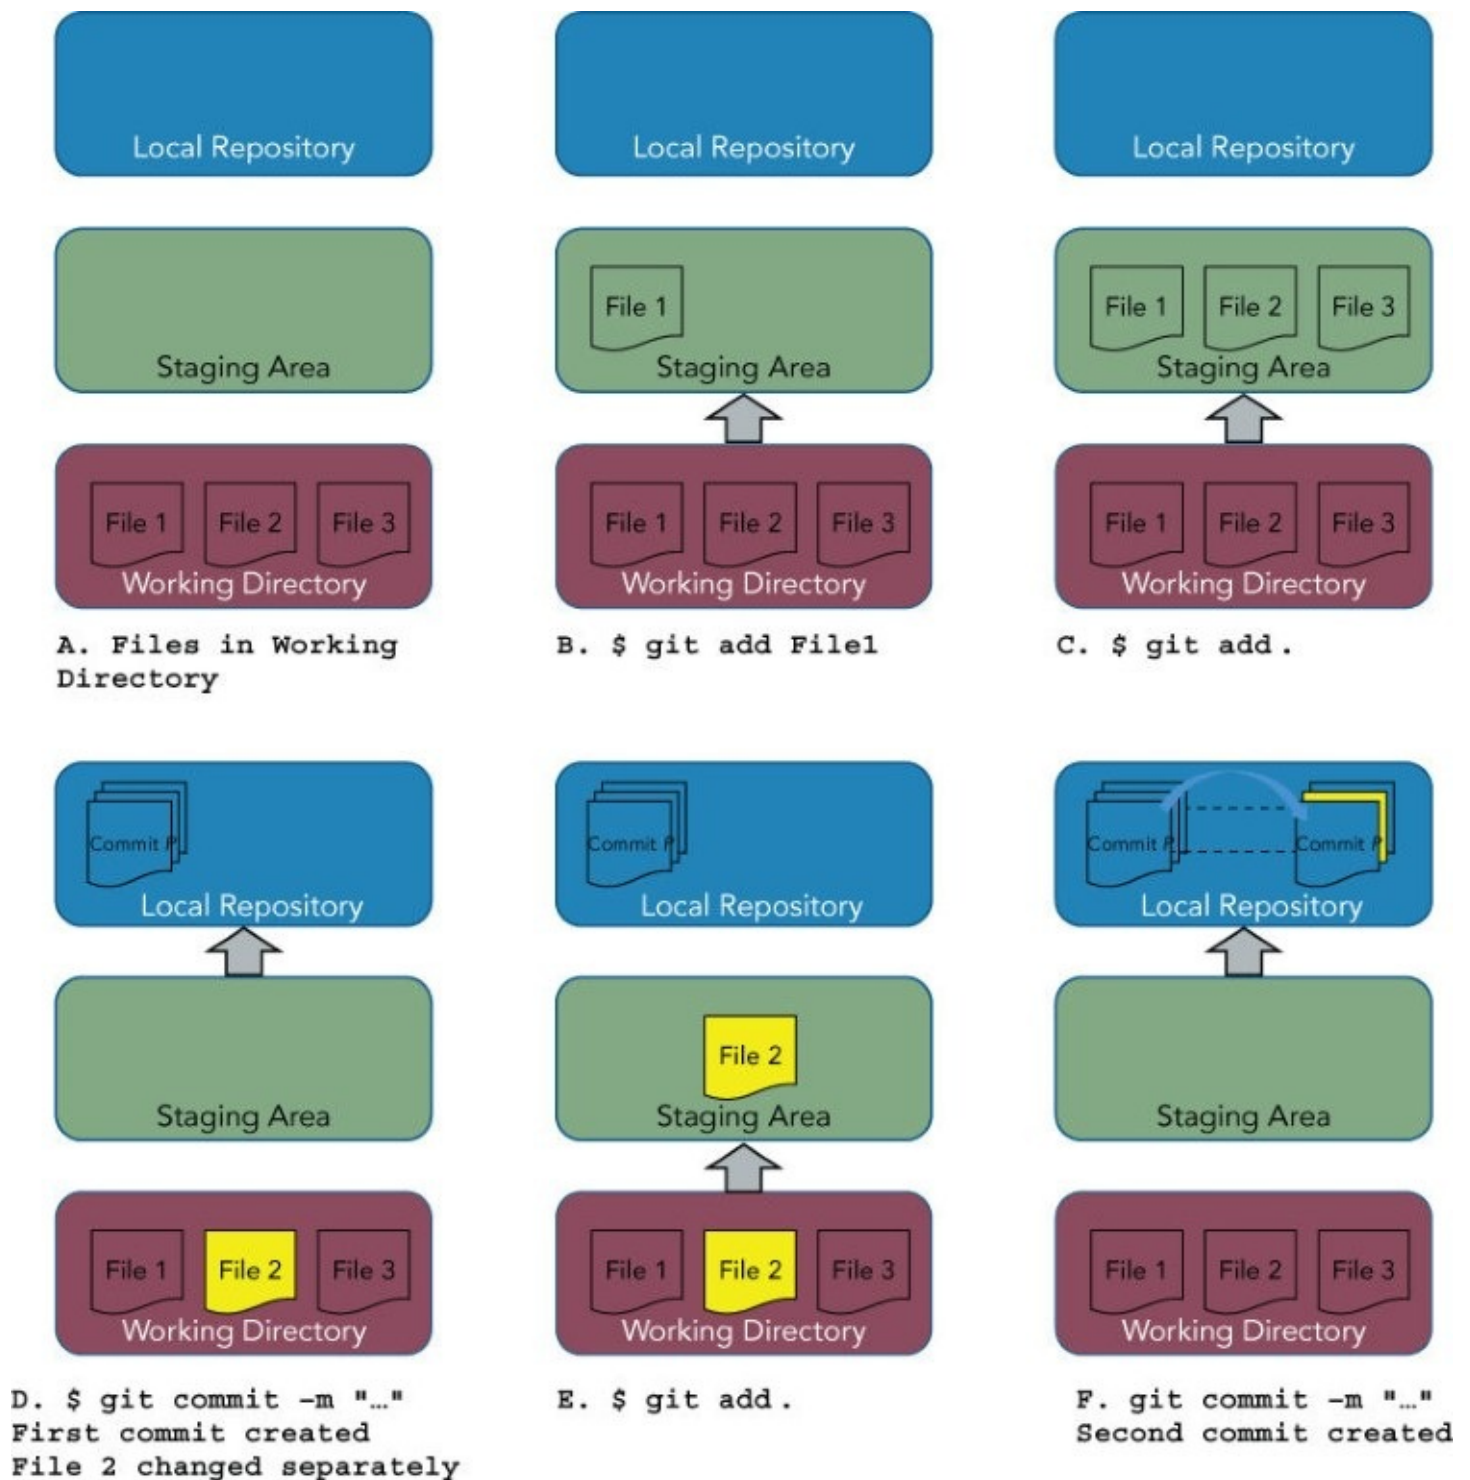 Local Repository
Local Repository
Local Repository
File 1
Staging Area
Staging Area
File 1 File 2 File 3
Staging Area
File 1 File 2 File 3
Working Directory
File 1 File 2 File 3
Working Directory
File 1 File 2 File 3
Working Directory
A. Files in Working
Directory
B. $ git add File1
C. $ git add .
Commit
Local Repository
Commit
Local Repository
Commit
Commit
Local Repository
Staging Area
File 2
Staging Area
Staging Area
File 1 File 2 File 3
Working Directory
File 1 File 2 File 3
Working Directory
File 1 File 2 File 3
Working Directory
D. $ git commit -m "…"
First commit created
File 2 changed separately
E. $ git add .
F. git commit -m "…"
Second commit created